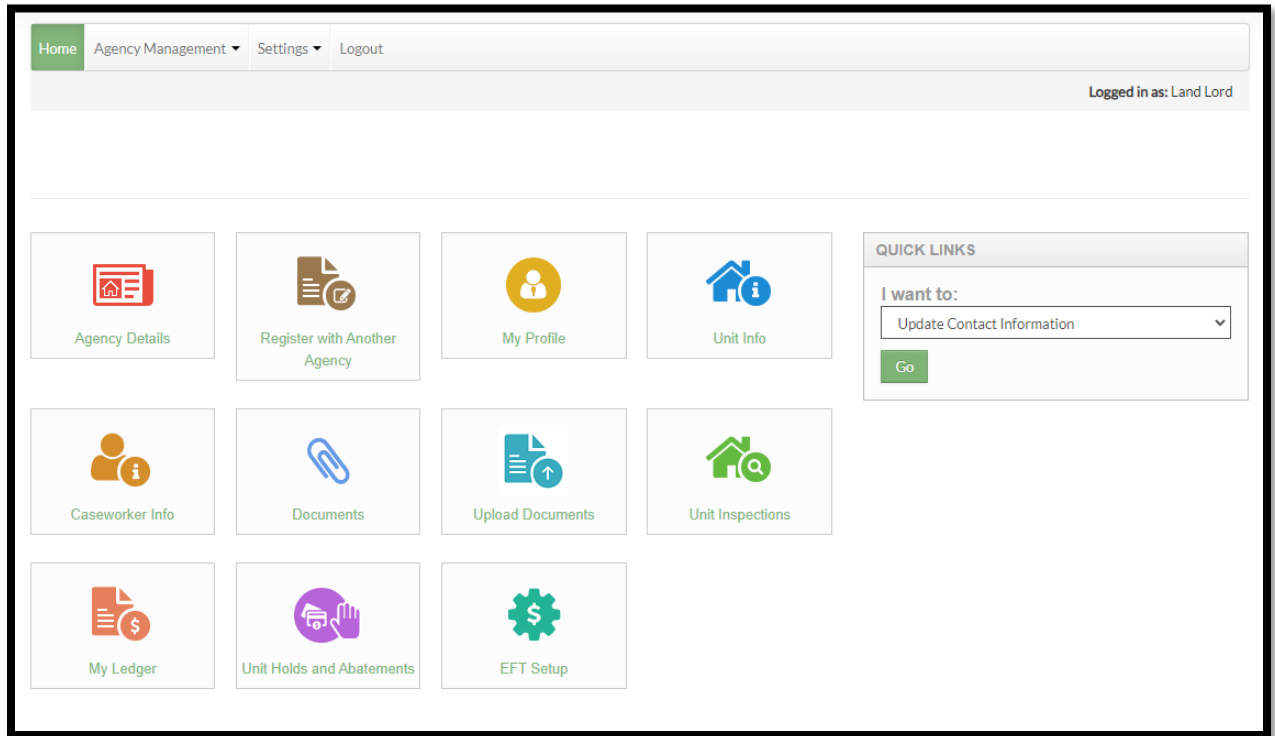 Home Agency Management Settings Logout
Logged in as: Land Lord
Agency Details
Register with Another
Agency
My Profile
Unit Info
QUICK LINKS
I want to:
Update Contact Information
Go
Caseworker Info
Documents
Upload Documents
Unit Inspections
My Ledger
Unit Holds and Abatements
EFT Setup